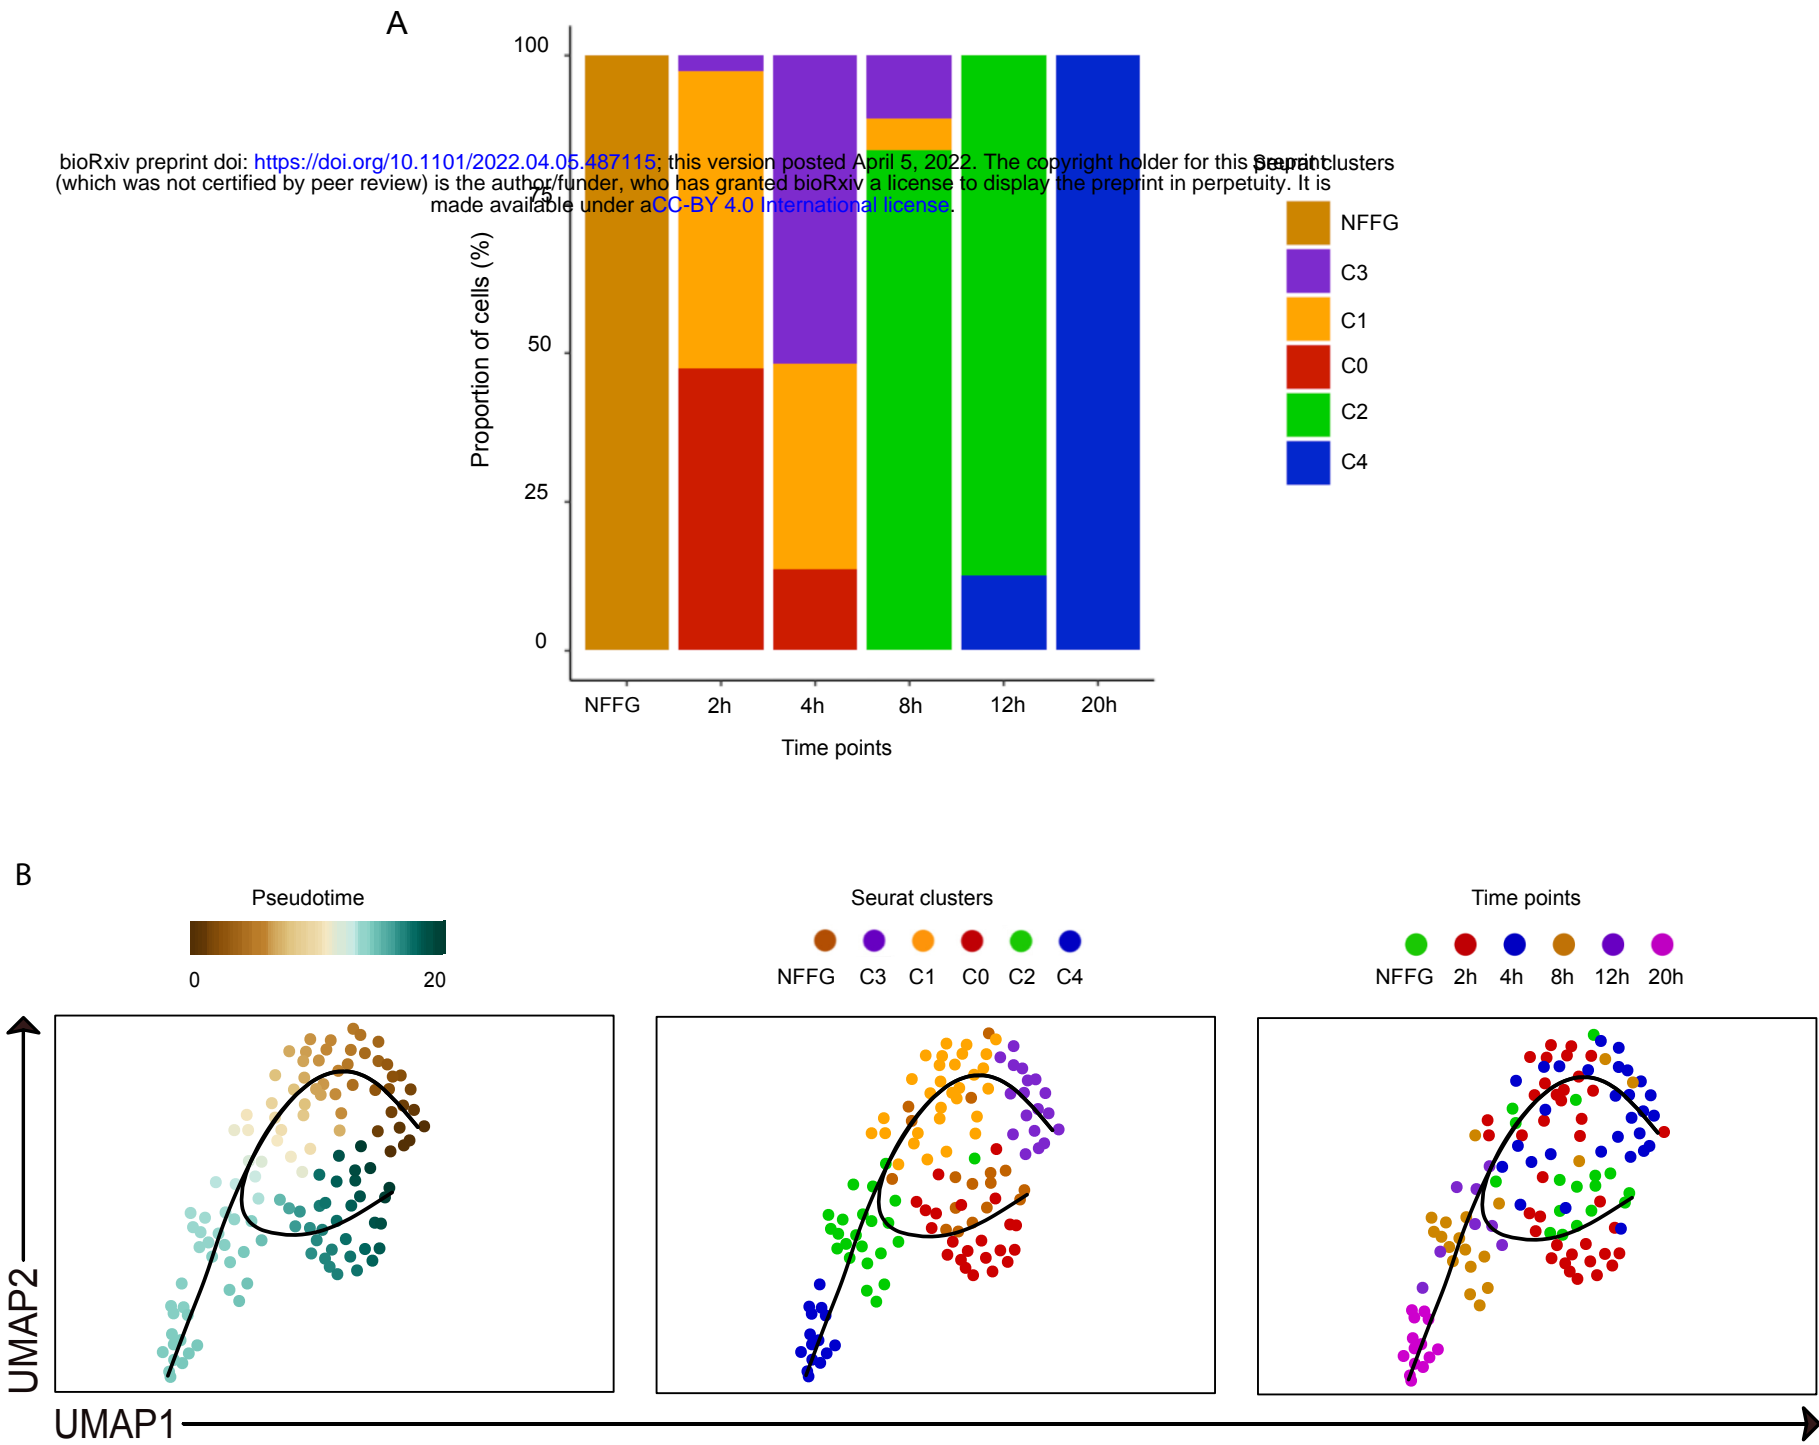 A
100
bioRxiv preprint doi: https://doi.org/10.1101/2022.04.05.487115; this version posted April 5, 2022. The copyright holder for this preprint
Seurat clusters
(which was not certified by peer review) is the author/funder, who has granted bioRxiv a license to display the preprint in perpetuity. It is
75
made available under aCC-BY 4.0 International license.
NFFG
C3
C1
C0
C2
C4
Proportion of cells (%)
50
25
0
NFFG 2h 4h 8h 12h 20h
Time points
B
Pseudotime
0 20
Seurat clusters
NFFG C3 C1 C0 C2 C4
Time points
NFFG 2h 4h 8h 12h 20h
UMAP2
UMAP1